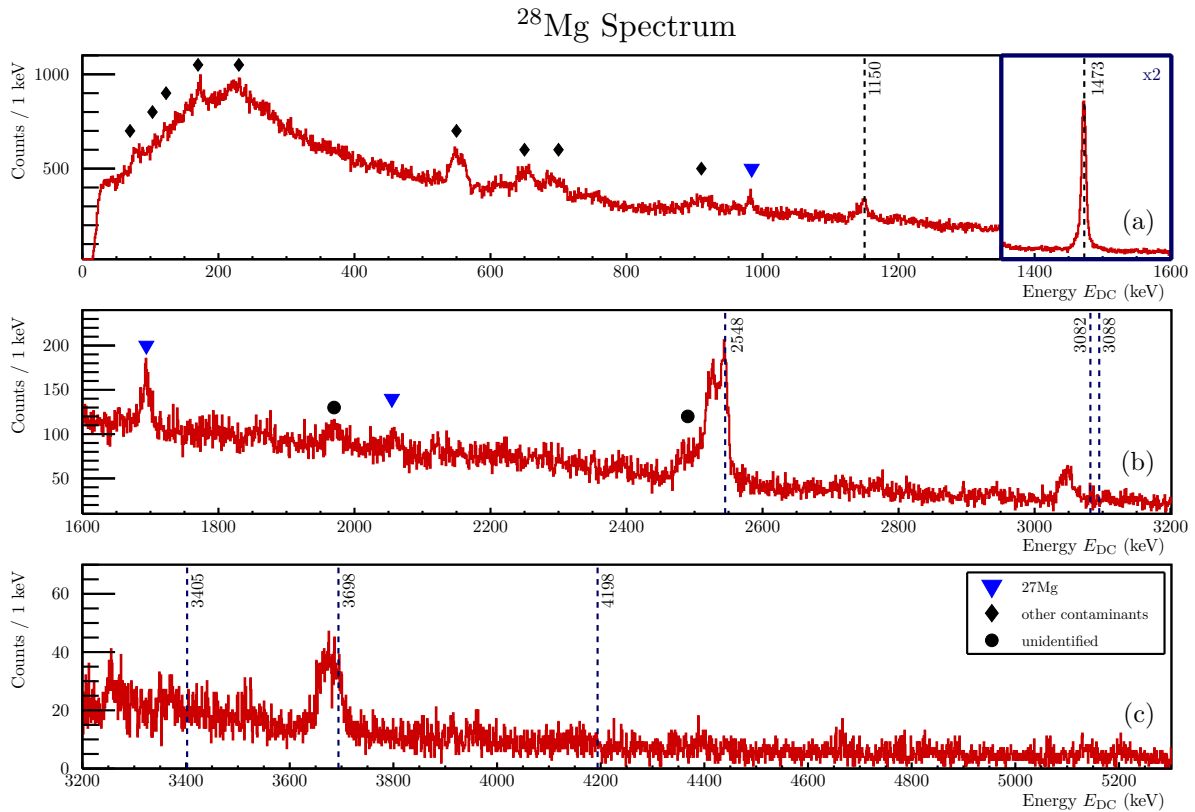 28Mg Spectrum
Counts / 1 keV
1000
500
1150
1473
x2
(a)
0 200 400 600 800 1000 1200 1400 1600
Energy EDC (keV)
Counts / 1 keV
200
150
100
50
2548
3082
3088
(b)
1600 1800 2000 2200 2400 2600 2800 3000 3200
Energy EDC (keV)
Counts / 1 keV
60
40
20
0
3405
3698
4198
27Mg
other contaminants
unidentified
(c)
3200 3400 3600 3800 4000 4200 4400 4600 4800 5000 5200
Energy EDC (keV)